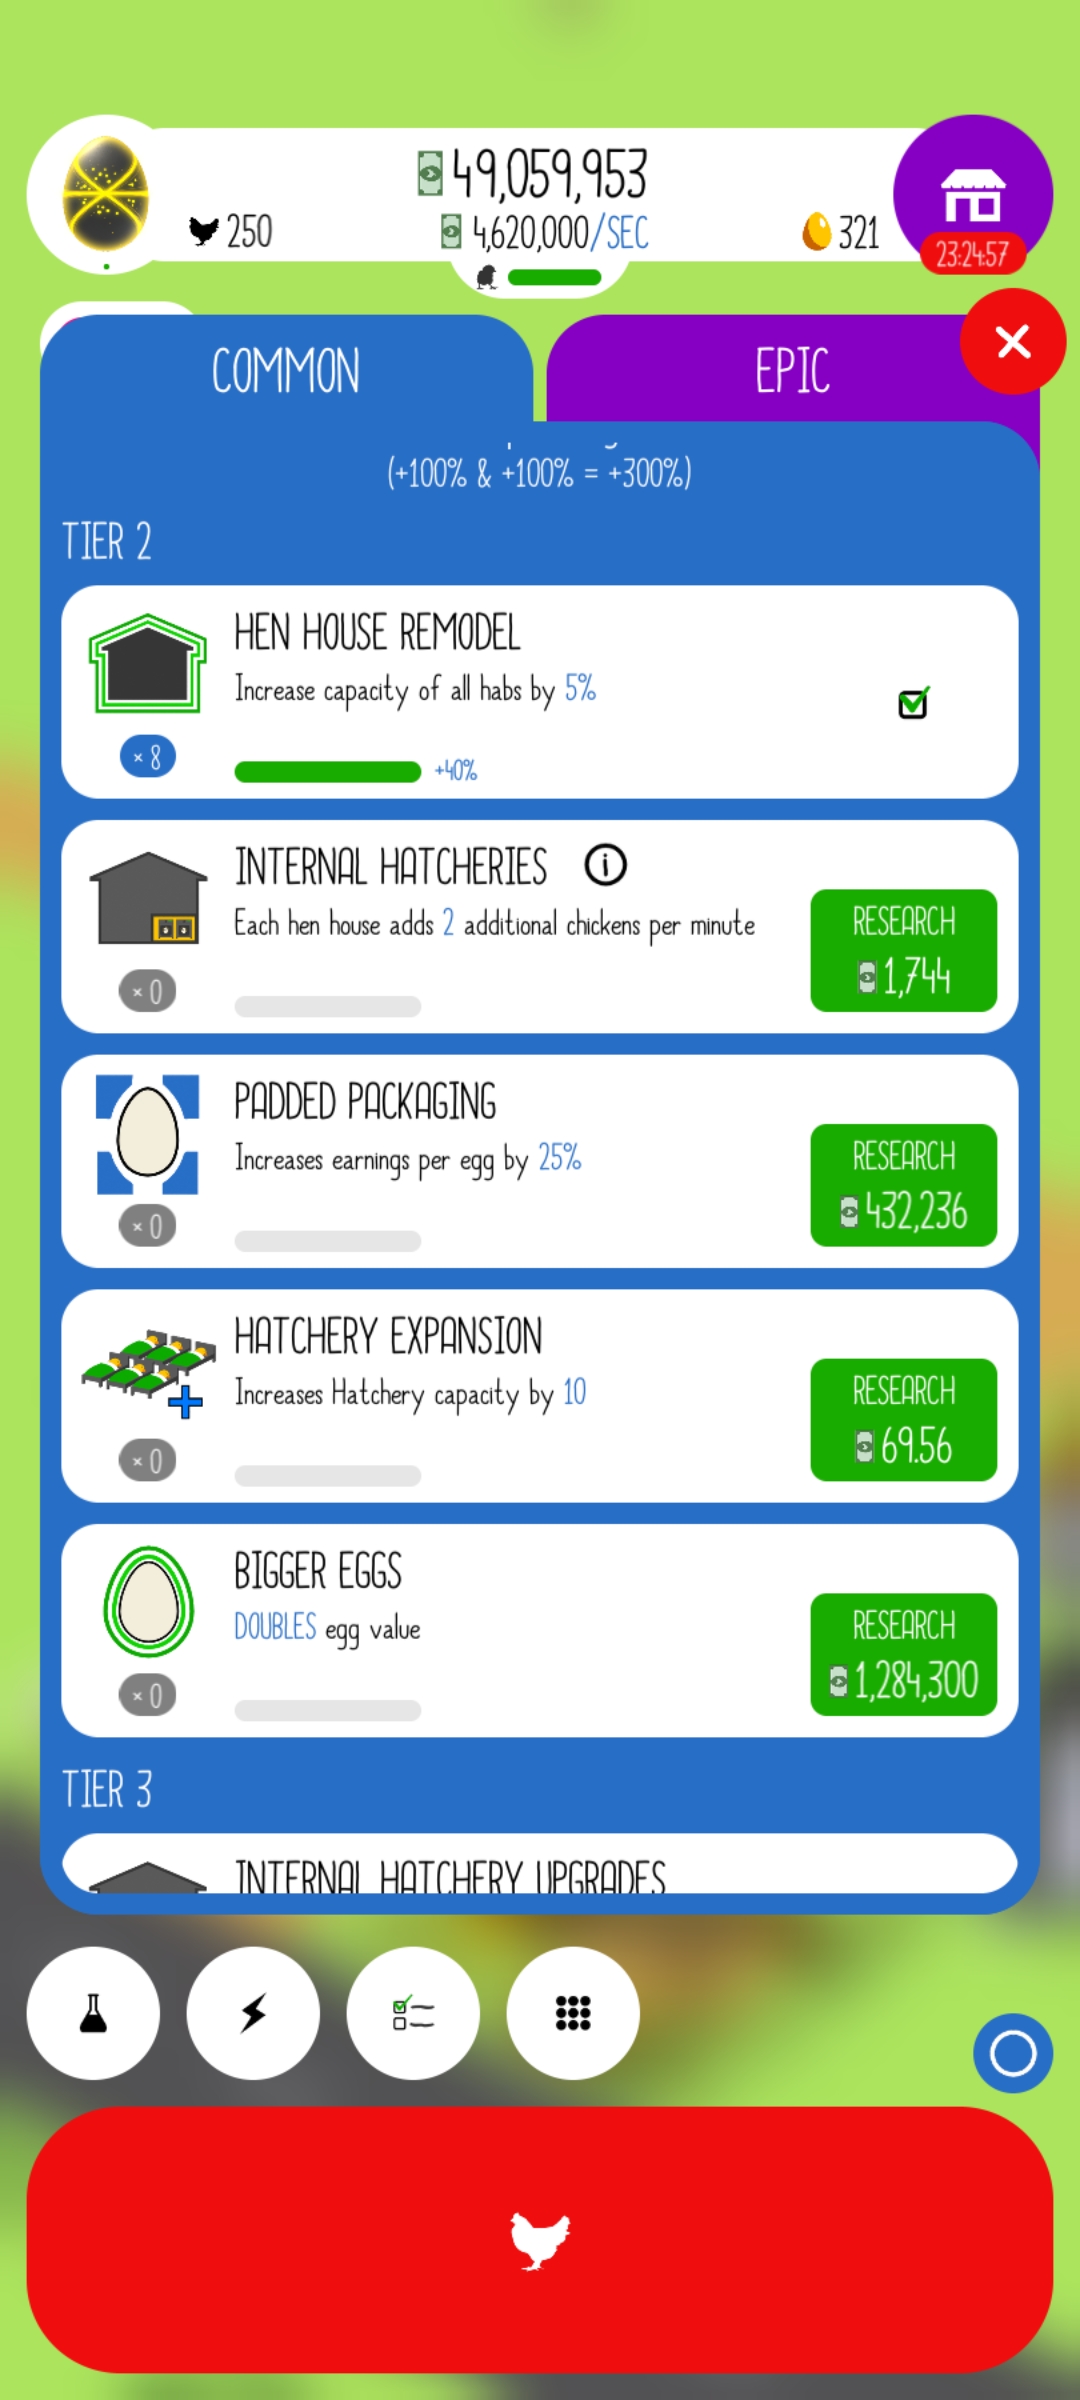 49,059,953
250
4,620,000/SEC
321
23:24:57
COMMON
EPIC
(+100% & +100% = +300%)
TIER 2
HEN HOUSE REMODEL
Increase capacity of all habs by 5%
× 8
+40%
INTERNAL HATCHERIES
Each hen house adds 2 additional chickens per minute
RESEARCH
1,744
× 0
PADDED PACKAGING
Increases earnings per egg by 25%
RESEARCH
432,236
× 0
HATCHERY EXPANSION
Increases Hatchery capacity by 10
RESEARCH
69.56
× 0
BIGGER EGGS
DOUBLES egg value
RESEARCH
1,284,300
× 0
TIER 3
INTERNAL HATCHERY UPGRADES